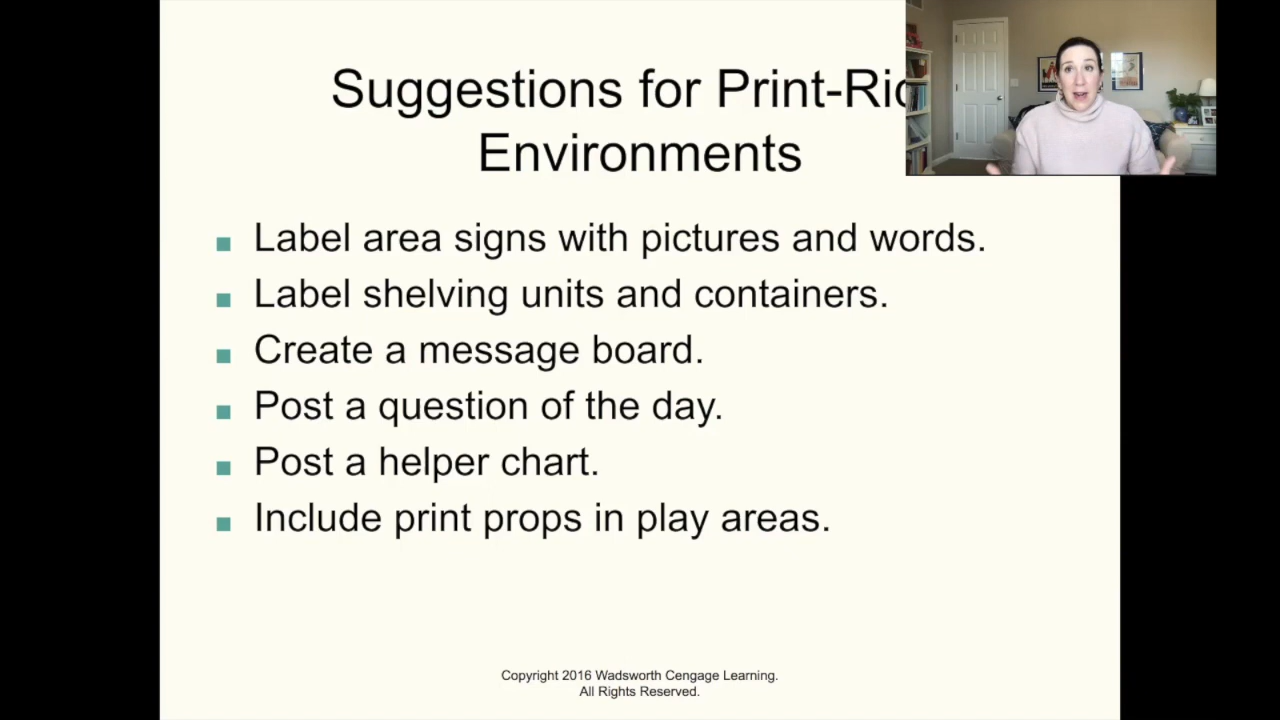 Suggestions for Print-Ric
Environments
Label area signs with pictures and words.
Label shelving units and containers.
Create a message board.
Post a question of the day.
Post a helper chart.
Include print props in play areas.
Copyright 2016 Wadsworth Cengage Learning.
All Rights Reserved.